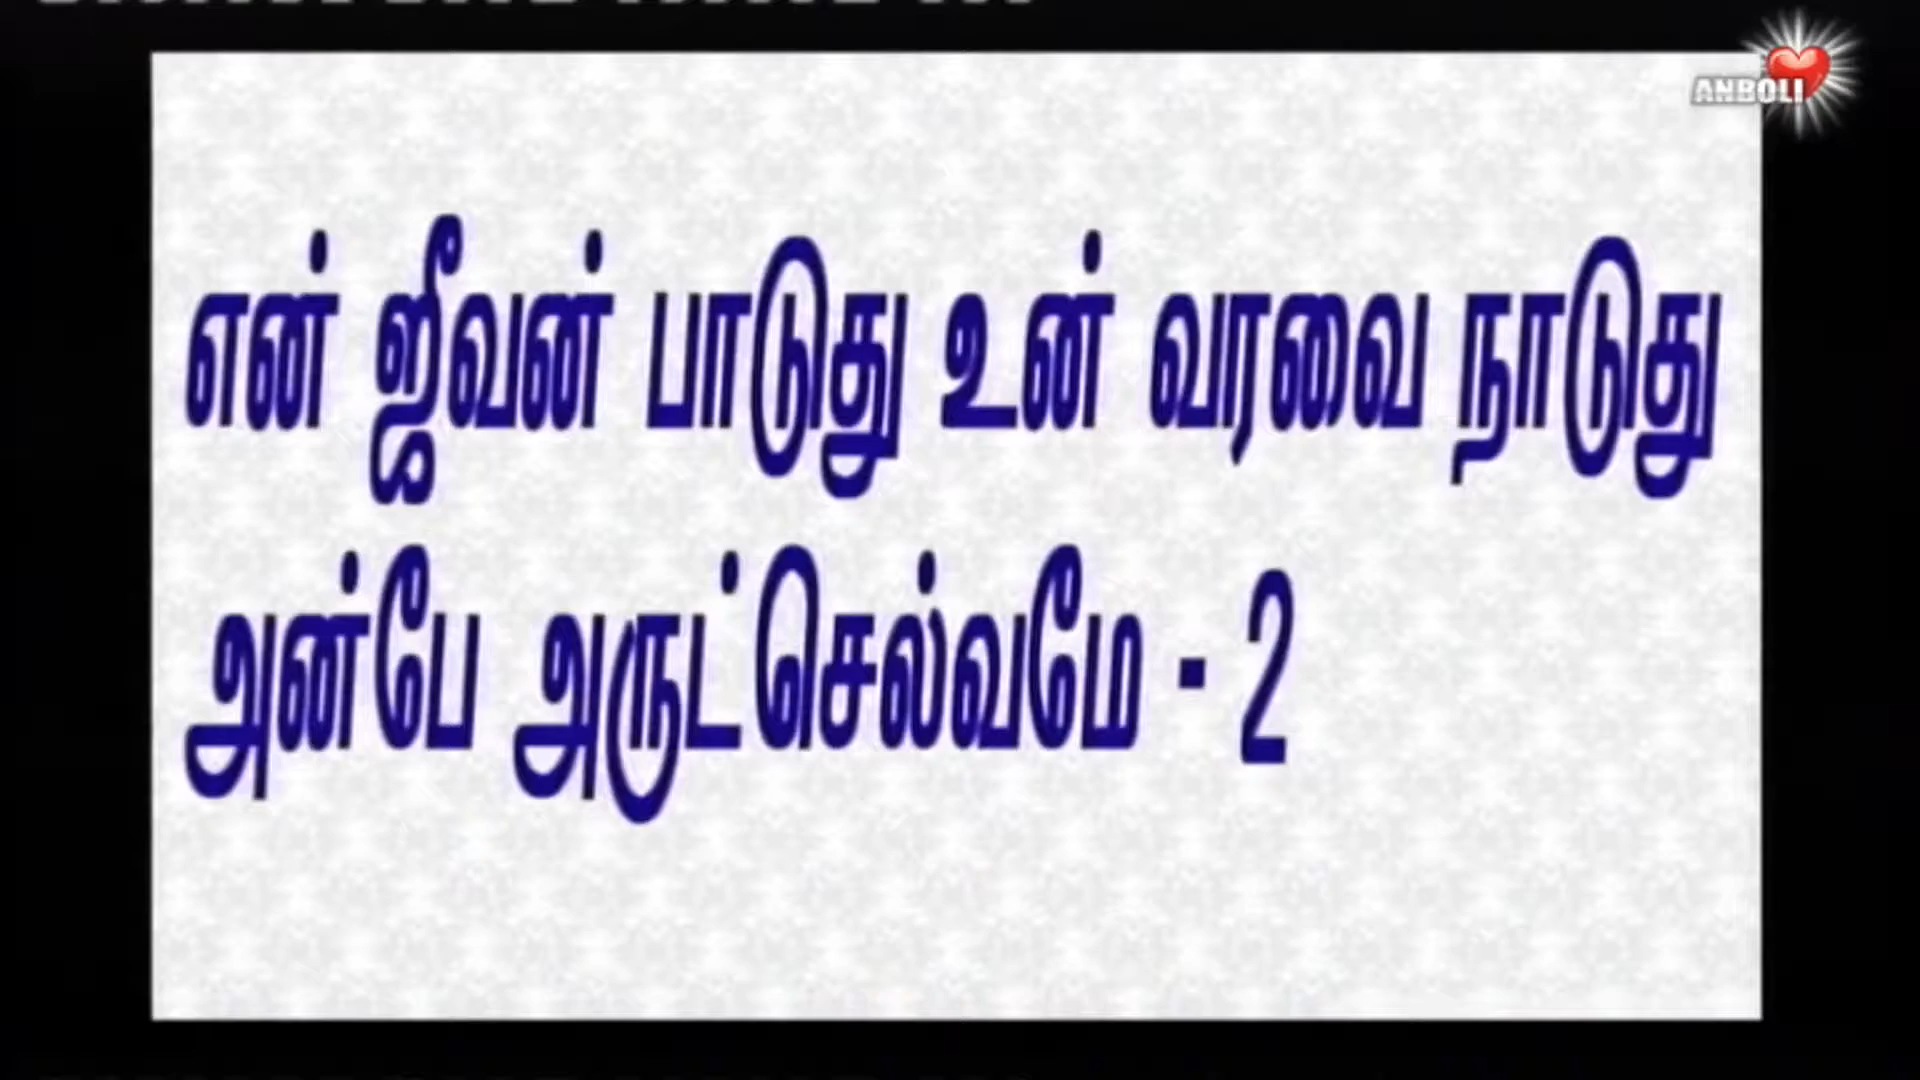 ANBOLI
என் ஜீவன் பாடுது உன் வரவை நாடுது
அன்பே அருட்செல்வமே - 2